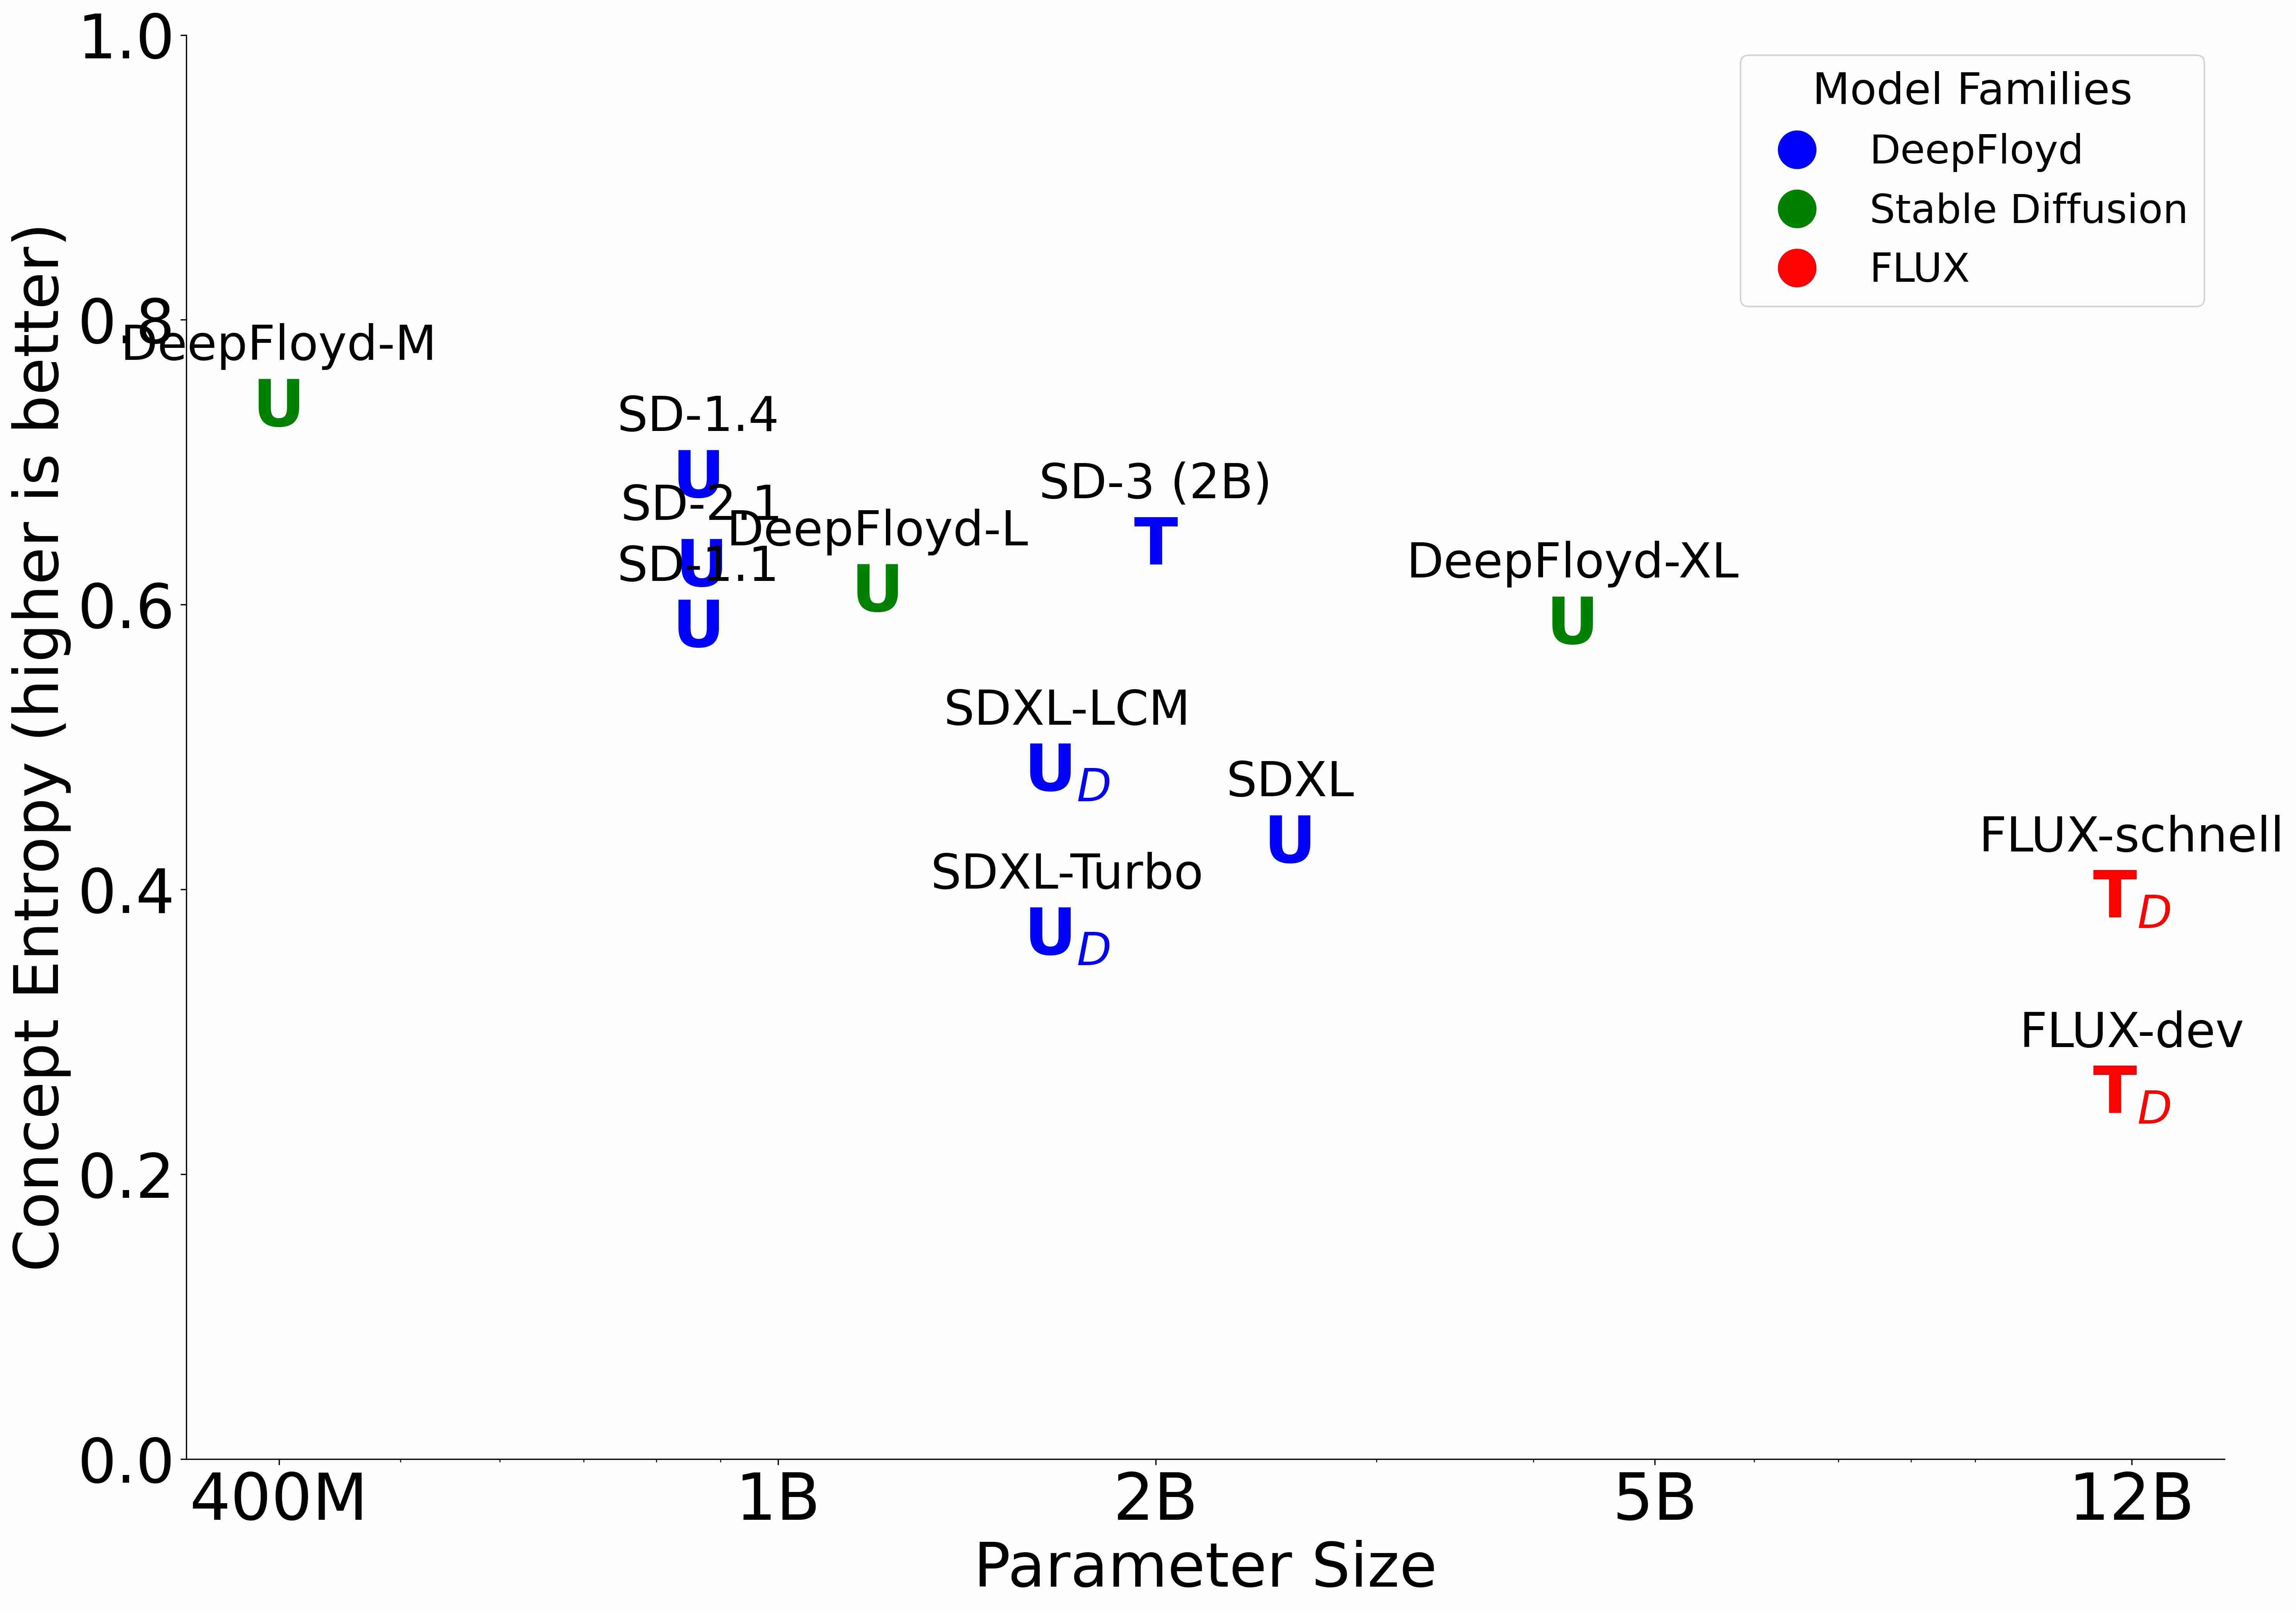 1.0
0.8
0.6
0.4
0.2
0.0
Concept Entropy (higher is better)
Model Families
DeepFloyd
Stable Diffusion
FLUX
DeepFloyd-M
U
SD-1.4
U
SD-2.1
U
SD-1.1
U
DeepFloyd-L
U
SD-3 (2B)
T
DeepFloyd-XL
U
SDXL-LCM
U_D
SDXL
U
SDXL-Turbo
U_D
FLUX-schnell
T_D
FLUX-dev
T_D
400M 1B 2B 5B 12B
Parameter Size